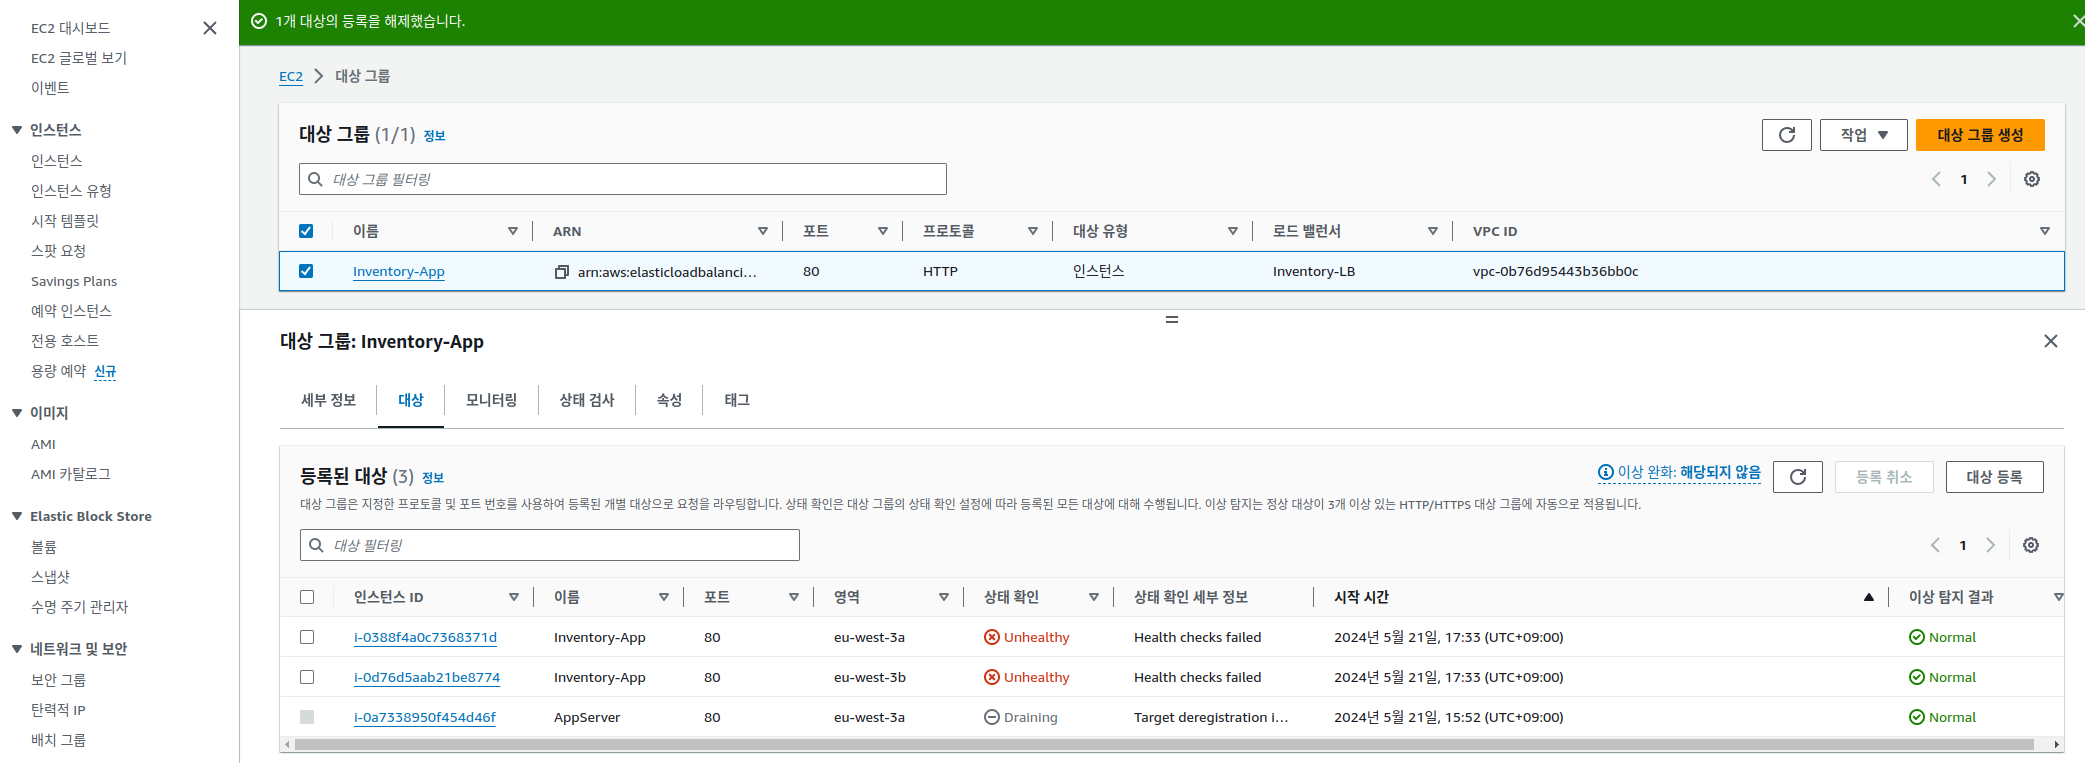 1개 대상의 등록을 해제했습니다.
EC2 대시보드
EC2 글로벌 보기
이벤트
인스턴스
인스턴스
인스턴스 유형
시작 템플릿
스팟 요청
Savings Plans
예약 인스턴스
전용 호스트
용량 예약 신규
이미지
AMI
AMI 카탈로그
Elastic Block Store
볼륨
스냅샷
수명 주기 관리자
네트워크 및 보안
보안 그룹
탄력적 IP
배치 그룹
EC2 대상 그룹
대상 그룹 (1/1) 정보
작업
대상 그룹 생성
대상 그룹 필터링
1
이름 ARN 포트 프로토콜 대상 유형 로드 밸런서 VPC ID
Inventory-App arn:aws:elasticloadbalanci... 80 HTTP 인스턴스 Inventory-LB vpc-0b76d95443b36bb0c
대상 그룹: Inventory-App
세부 정보 대상 모니터링 상태 검사 속성 태그
등록된 대상 (3) 정보
이상 완화: 해당되지 않음
등록 취소
대상 등록
대상 그룹은 지정한 프로토콜 및 포트 번호를 사용하여 등록된 개별 대상으로 요청을 라우팅합니다. 상태 확인은 대상 그룹의 상태 확인 설정에 따라 등록된 모든 대상에 대해 수행됩니다. 이상 탐지는 정상 대상이 3개 이상 있는 HTTP/HTTPS 대상 그룹에 자동으로 적용됩니다.
대상 필터링
1
인스턴스 ID 이름 포트 영역 상태 확인 상태 확인 세부 정보 시작 시간 이상 탐지 결과
i-0388f4a0c7368371d Inventory-App 80 eu-west-3a Unhealthy Health checks failed 2024년 5월 21일, 17:33 (UTC+09:00) Normal
i-0d76d5aab21be8774 Inventory-App 80 eu-west-3b Unhealthy Health checks failed 2024년 5월 21일, 17:33 (UTC+09:00) Normal
i-0a7338950f454d46f AppServer 80 eu-west-3a Draining Target deregistration i... 2024년 5월 21일, 15:52 (UTC+09:00) Normal